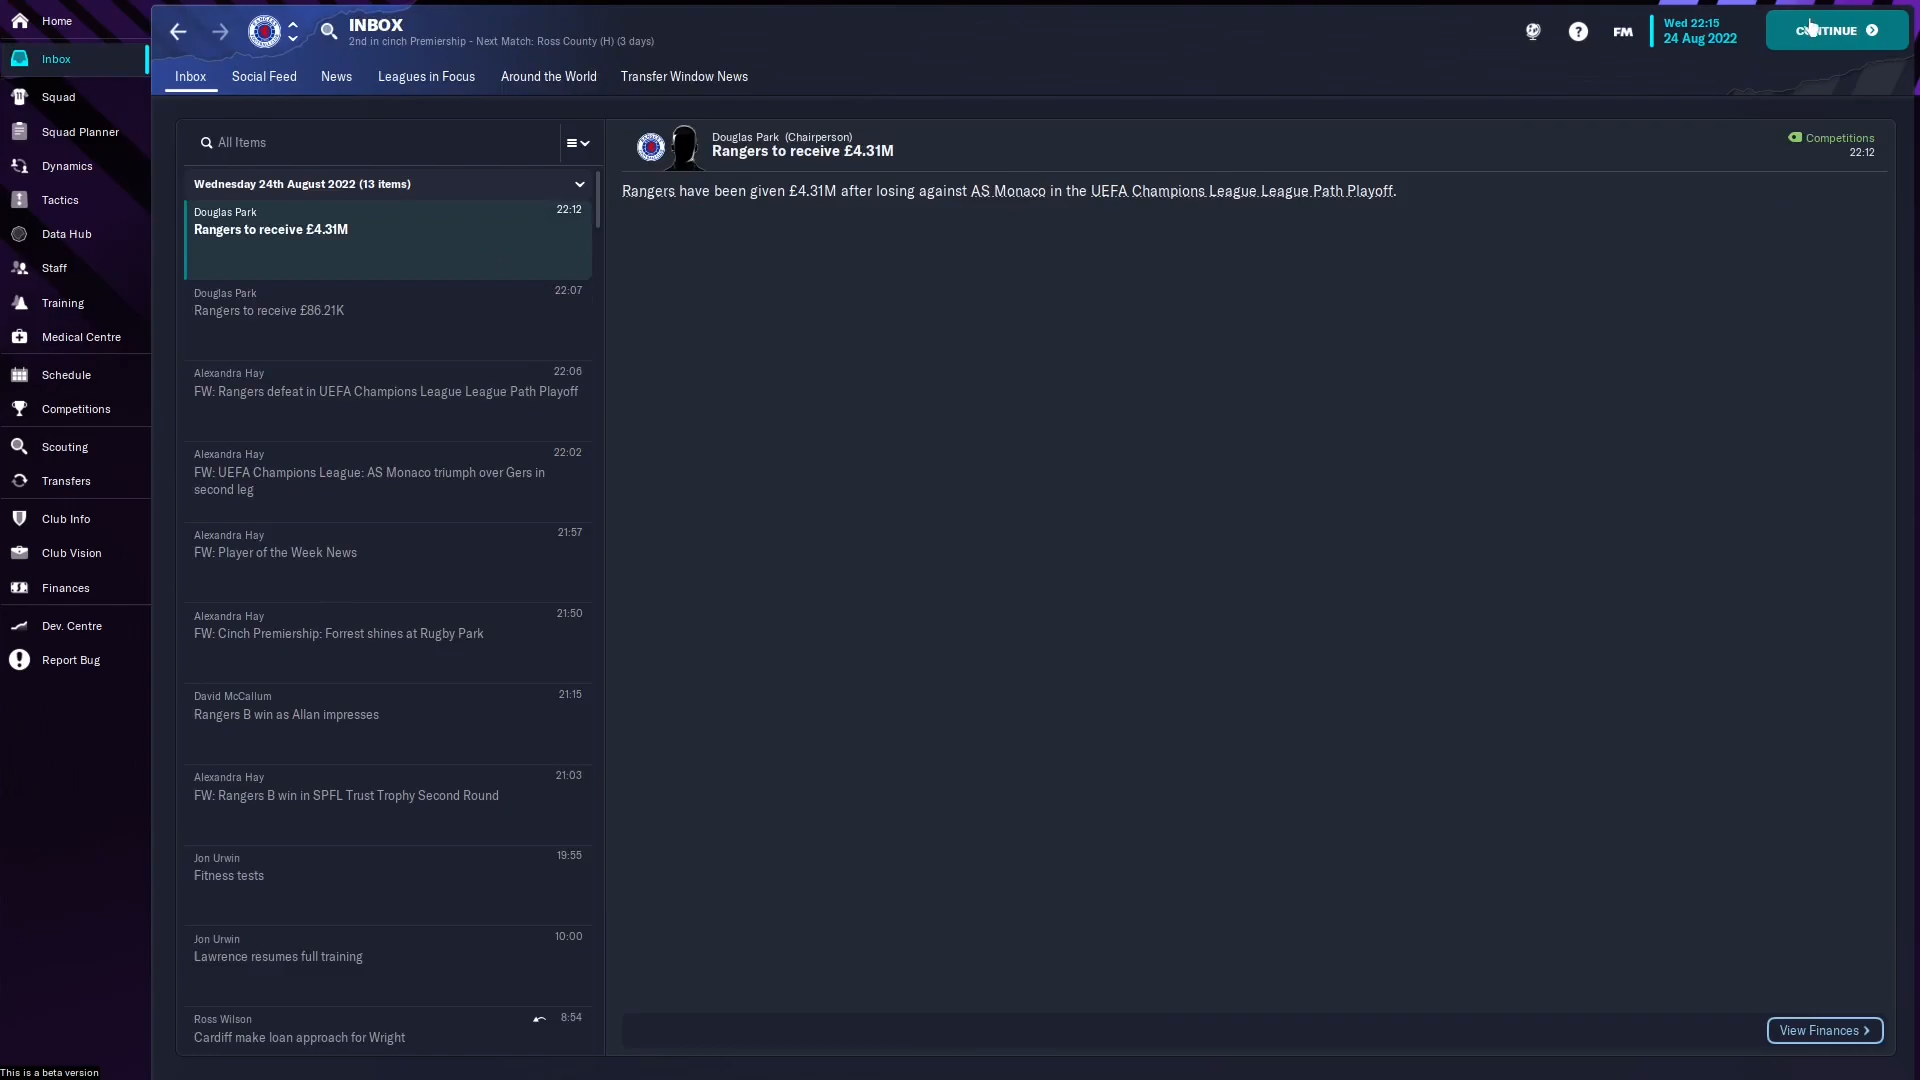 Home
Inbox
Squad
Squad Planner
Dynamics
Tactics
Data Hub
Staff
Training
Medical Centre
Schedule
Competitions
Scouting
Transfers
Club Info
Club Vision
Finances
Dev. Centre
Report Bug
This is a beta version
INBOX
2nd in cinch Premiership - Next Match: Ross County (H) (3 days)
FM
Wed 22:15
24 Aug 2022
Inbox Social Feed News Leagues in Focus Around the World Transfer Window News
All Items
Wednesday 24th August 2022 (13 items)
Douglas Park 22:12
Rangers to receive £4.31M
Douglas Park 22:07
Rangers to receive £86.21K
Alexandra Hay 22:06
FW: Rangers defeat in UEFA Champions League League Path Playoff
Alexandra Hay 22:02
FW: UEFA Champions League: AS Monaco triumph over Gers in
second leg
Alexandra Hay 21:57
FW: Player of the Week News
Alexandra Hay 21:50
FW: Cinch Premiership: Forrest shines at Rugby Park
David McCallum 21:15
Rangers B win as Allan impresses
Alexandra Hay 21:03
FW: Rangers B win in SPFL Trust Trophy Second Round
Jon Urwin 19:55
Fitness tests
Jon Urwin 10:00
Lawrence resumes full training
Ross Wilson 8:54
Cardiff make loan approach for Wright
Douglas Park (Chairperson)
Rangers to receive £4.31M
Competitions
22:12
Rangers have been given £4.31M after losing against AS Monaco in the UEFA Champions League League Path Playoff.
View Finances